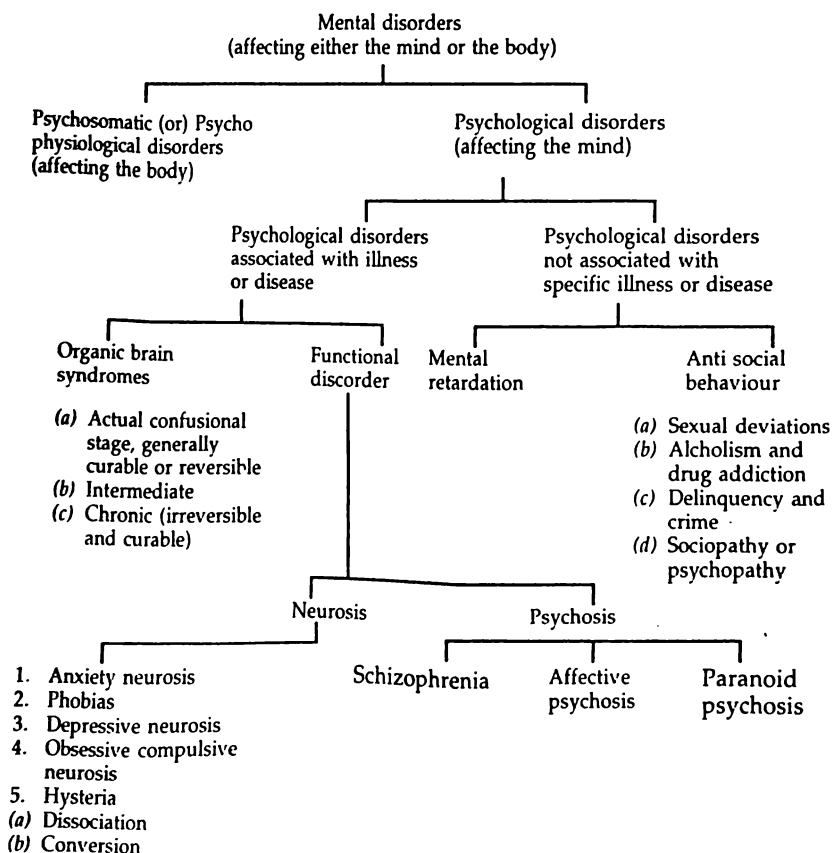 Mental disorders
(affecting either the mind or the body)
Psychosomatic (or) Psycho
physiological disorders
(affecting the body)
Psychological disorders
(affecting the mind)
Psychological disorders
associated with illness
or disease
Psychological disorders
not associated with
specific illness or disease
Organic brain
syndromes
(a) Actual confusional
stage, generally
curable or reversible
(b) Intermediate
(c) Chronic (irreversible
and curable)
Functional
discorder
Mental
retardation
Anti social
behaviour
(a) Sexual deviations
(b) Alcholism and
drug addiction
(c) Delinquency and
crime
(d) Sociopathy or
psychopathy
Neurosis
Psychosis
1. Anxiety neurosis
2. Phobias
3. Depressive neurosis
4. Obsessive compulsive
neurosis
5. Hysteria
(a) Dissociation
(b) Conversion
Schizophrenia
Affective
psychosis
Paranoid
psychosis